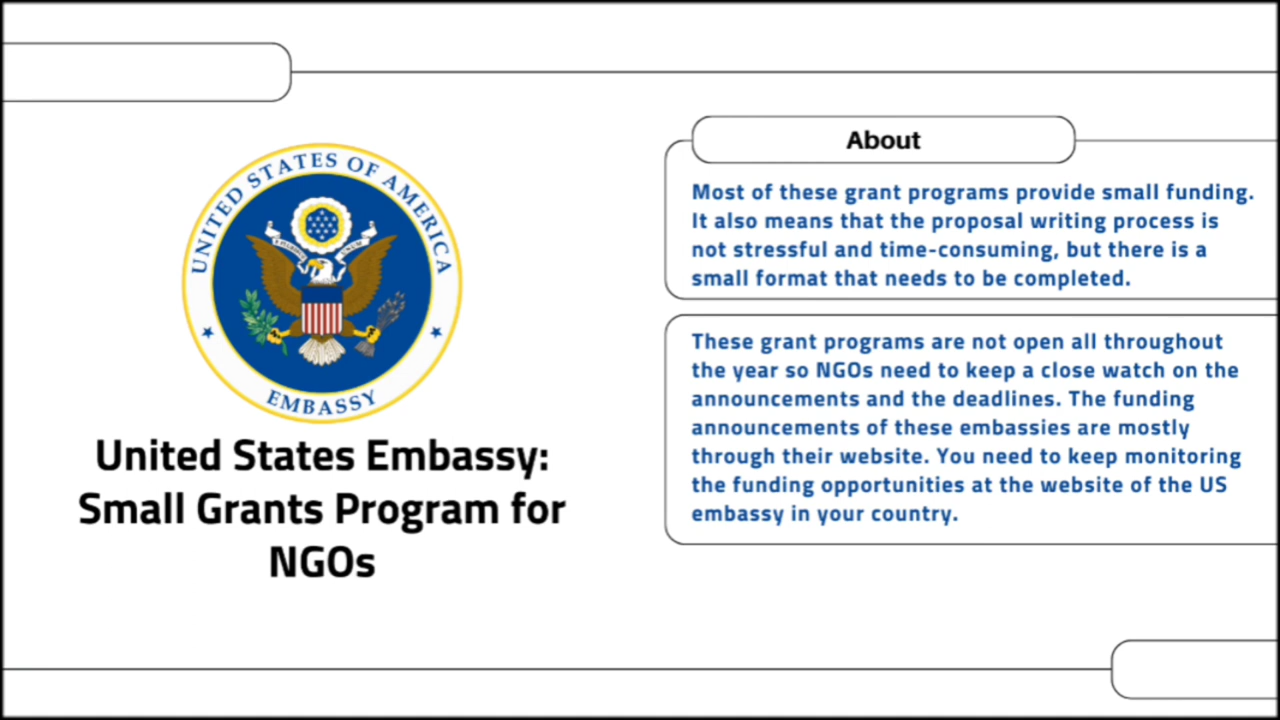 UNITED STATES OF AMERICA
EMBASSY
United States Embassy:
Small Grants Program for
NGOs
About
Most of these grant programs provide small funding.
It also means that the proposal writing process is
not stressful and time-consuming, but there is a
small format that needs to be completed.
These grant programs are not open all throughout
the year so NGOs need to keep a close watch on the
announcements and the deadlines. The funding
announcements of these embassies are mostly
through their website. You need to keep monitoring
the funding opportunities at the website of the US
embassy in your country.